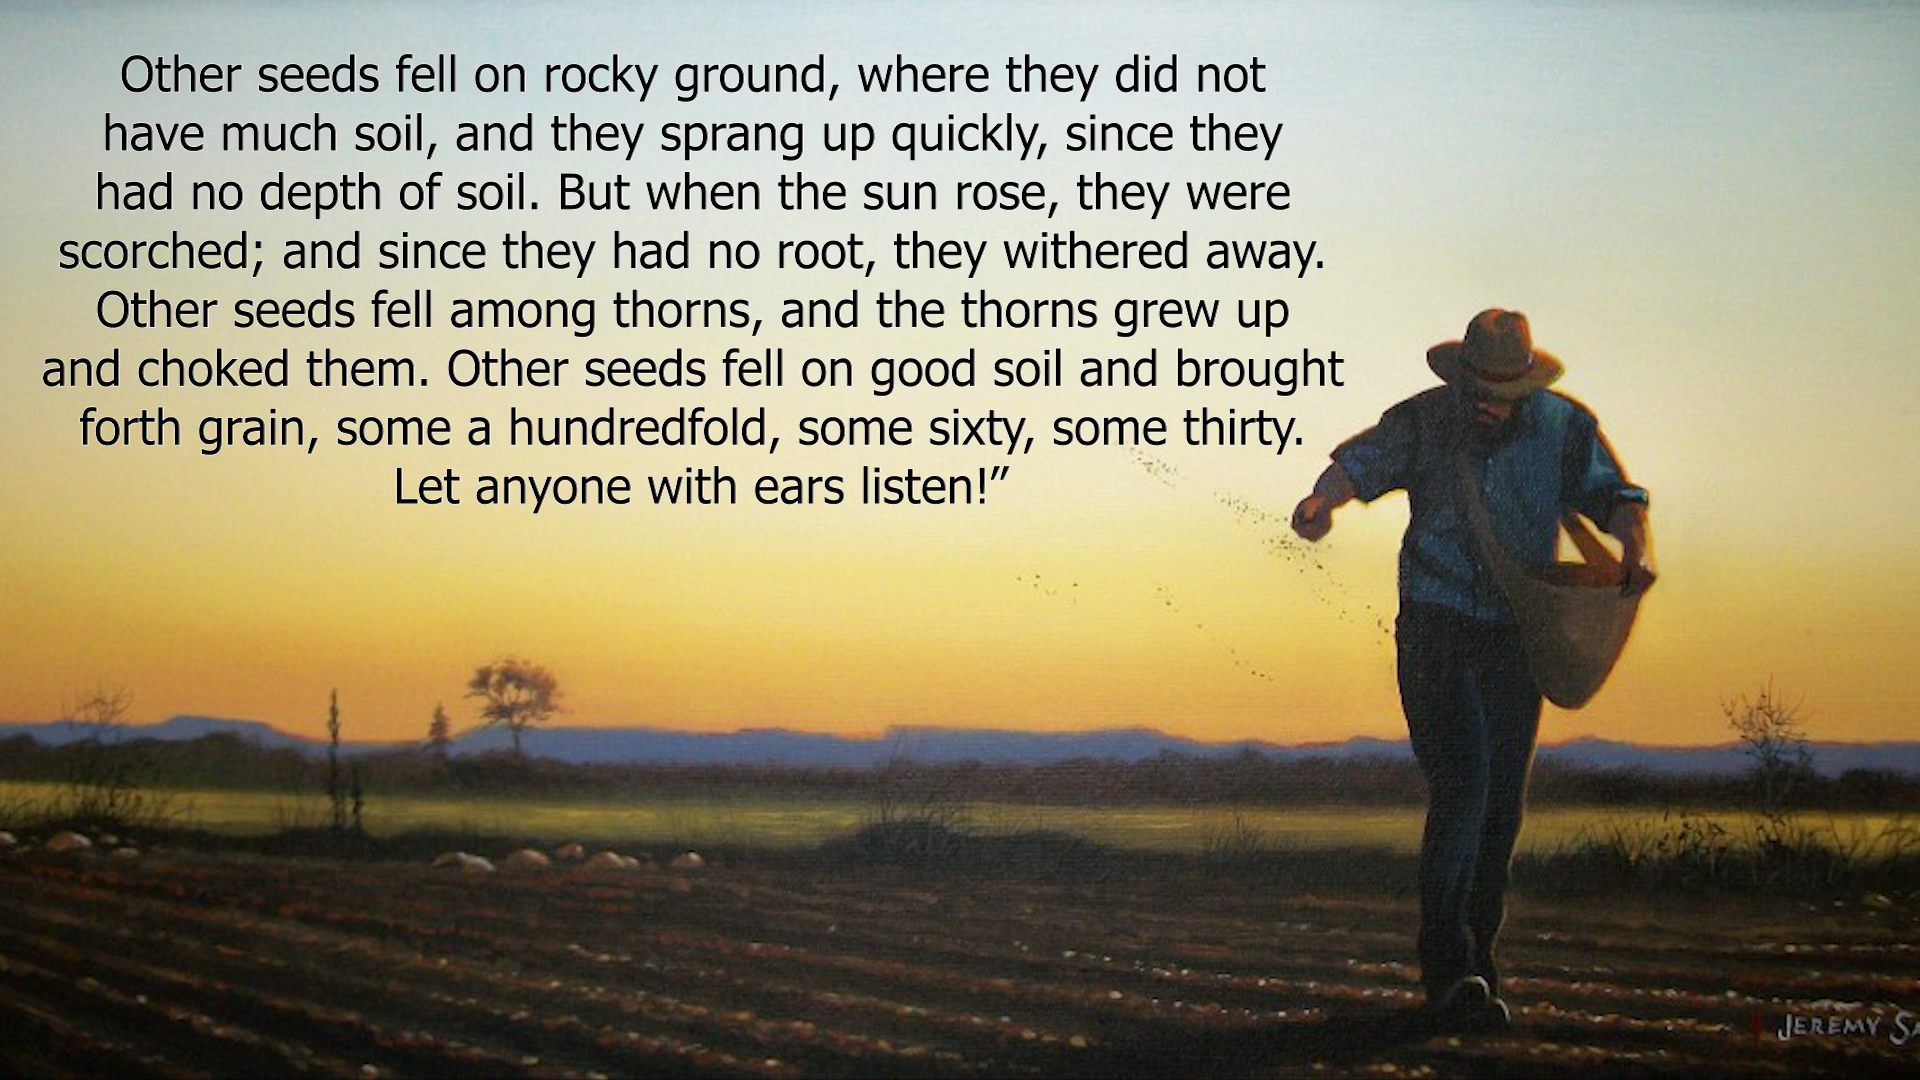 Other seeds fell on rocky ground, where they did not
have much soil, and they sprang up quickly, since they
had no depth of soil. But when the sun rose, they were
scorched; and since they had no root, they withered away.
Other seeds fell among thorns, and the thorns grew up
and choked them. Other seeds fell on good soil and brought
forth grain, some a hundredfold, some sixty, some thirty.
Let anyone with ears listen!”
JEREMY